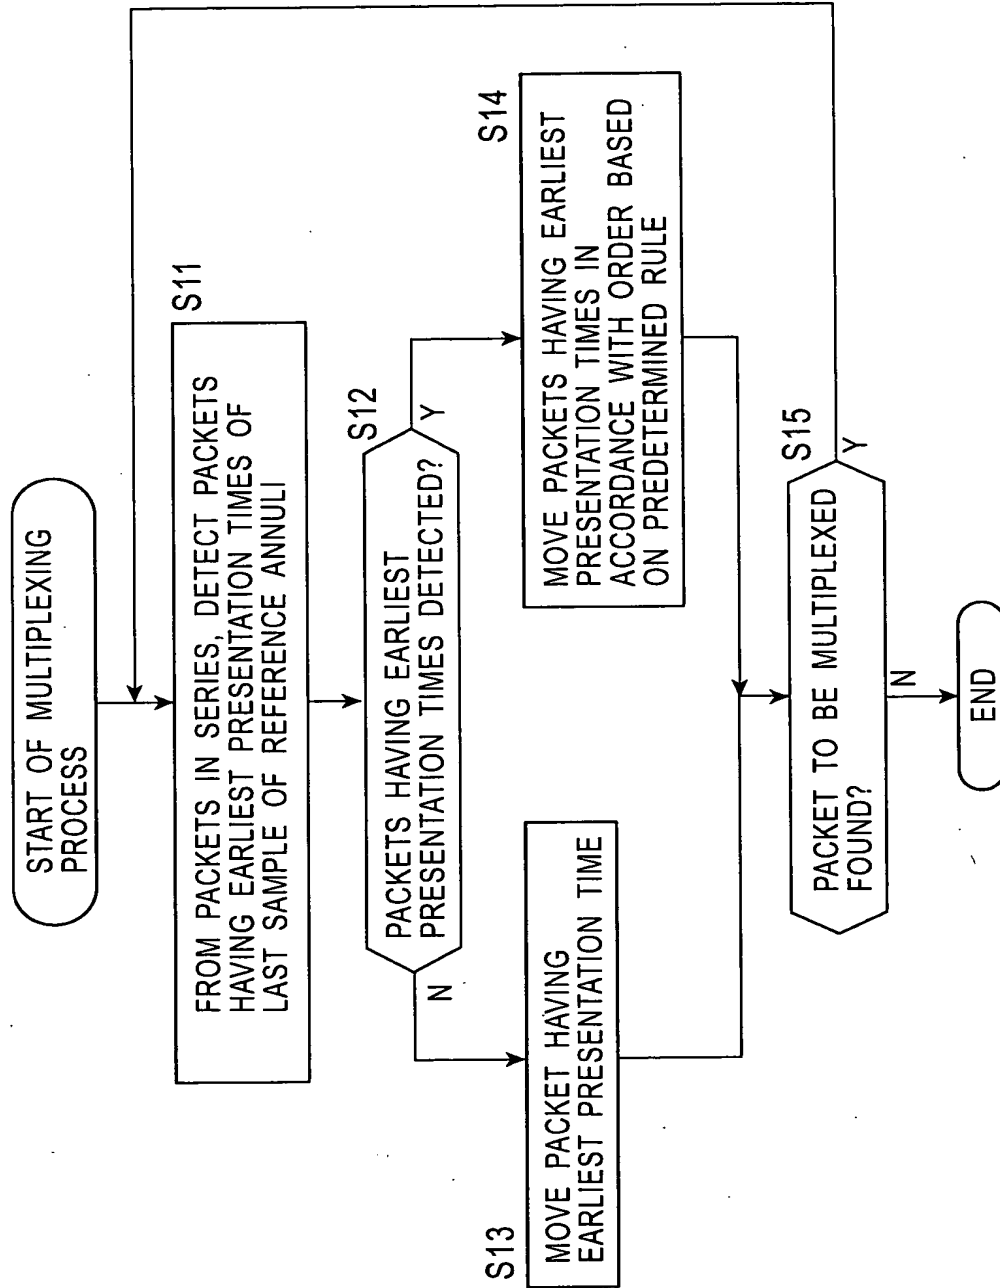 START OF MULTIPLEXING
PROCESS
S11
FROM PACKETS IN SERIES, DETECT PACKETS
HAVING EARLIEST PRESENTATION TIMES OF
LAST SAMPLE OF REFERENCE ANNULI
S12
PACKETS HAVING EARLIEST
PRESENTATION TIMES DETECTED?
N
Y
S13
MOVE PACKET HAVING
EARLIEST PRESENTATION TIME
S14
MOVE PACKETS HAVING EARLIEST
PRESENTATION TIMES IN
ACCORDANCE WITH ORDER BASED
ON PREDETERMINED RULE
S15
PACKET TO BE MULTIPLEXED
FOUND?
Y
N
END